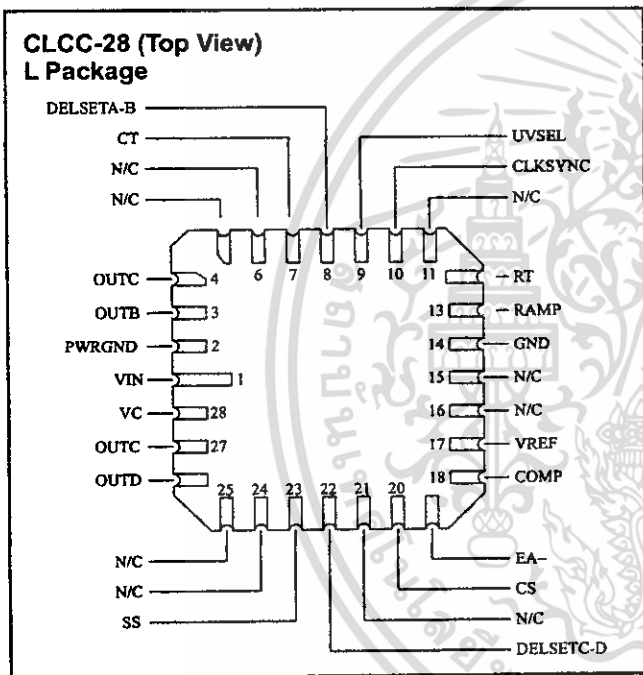 CLCC-28 (Top View)
L Package
DELSETA-B
CT
N/C
N/C
UVSEL
CLKSYNC
N/C
6 7 8 9 10 11
OUTC 4
OUTB 3
PWRGND 2
VIN 1
VC 28
OUTC 27
OUTD
RT
13 RAMP
14 GND
15 N/C
16 N/C
17 VREF
18 COMP
25 24 23 22 21 20
N/C
N/C
SS
EA–
CS
N/C
DELSETC-D